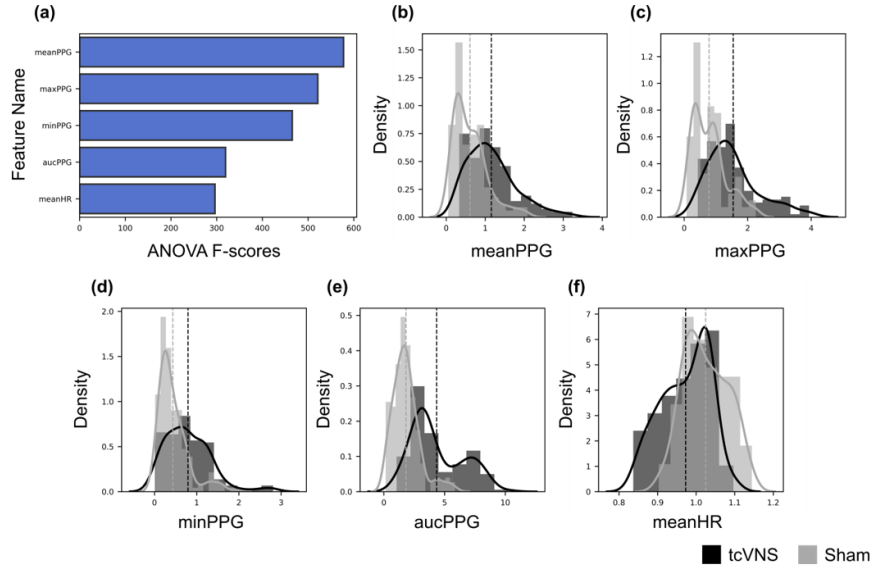 (a)
meanPPG
maxPPG
minPPG
aucPPG
meanHR
Feature Name
0 100 200 300 400 500 600
ANOVA F-scores
(b)
1.50
1.25
1.00
0.75
0.50
0.25
0.00
Density
0 1 2 3 4
meanPPG
(c)
1.2
1.0
0.8
0.6
0.4
0.2
0.0
Density
0 2 4
maxPPG
(d)
2.0
1.5
1.0
0.5
0.0
Density
0 1 2 3
minPPG
(e)
0.5
0.4
0.3
0.2
0.1
0.0
Density
0 5 10
aucPPG
(f)
7
6
5
4
3
2
1
0
Density
0.8 0.9 1.0 1.1 1.2
meanHR
tcVNS Sham